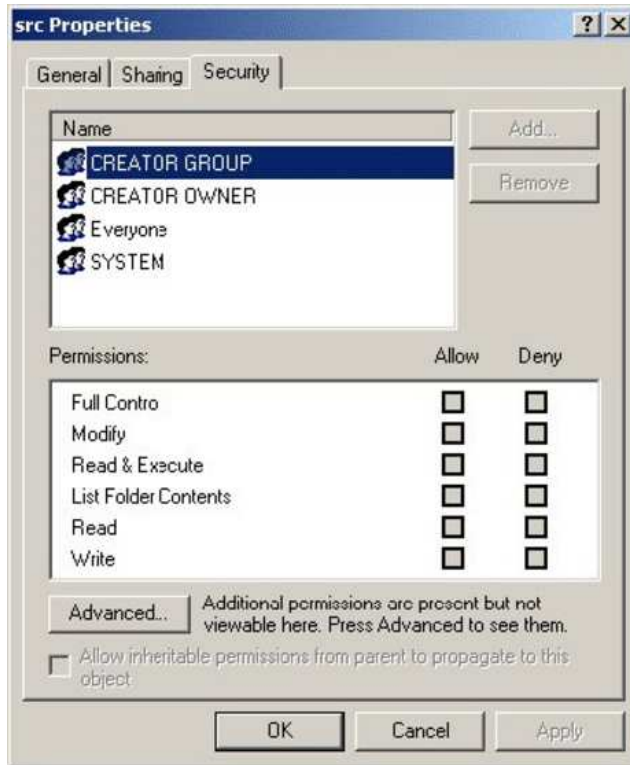 src Properties
General Sharing Security
Name
Add...
CREATOR GROUP
Remove
CREATOR OWNER
Everyone
SYSTEM
Permissions: Allow Deny
Full Contro
Modify
Read & Execute
List Folder Contents
Read
Write
Advanced...
Additional permissions are present but not
viewable here. Press Advanced to see them.
Allow inheritable permissions from parent to propagate to this
object
OK Cancel Apply